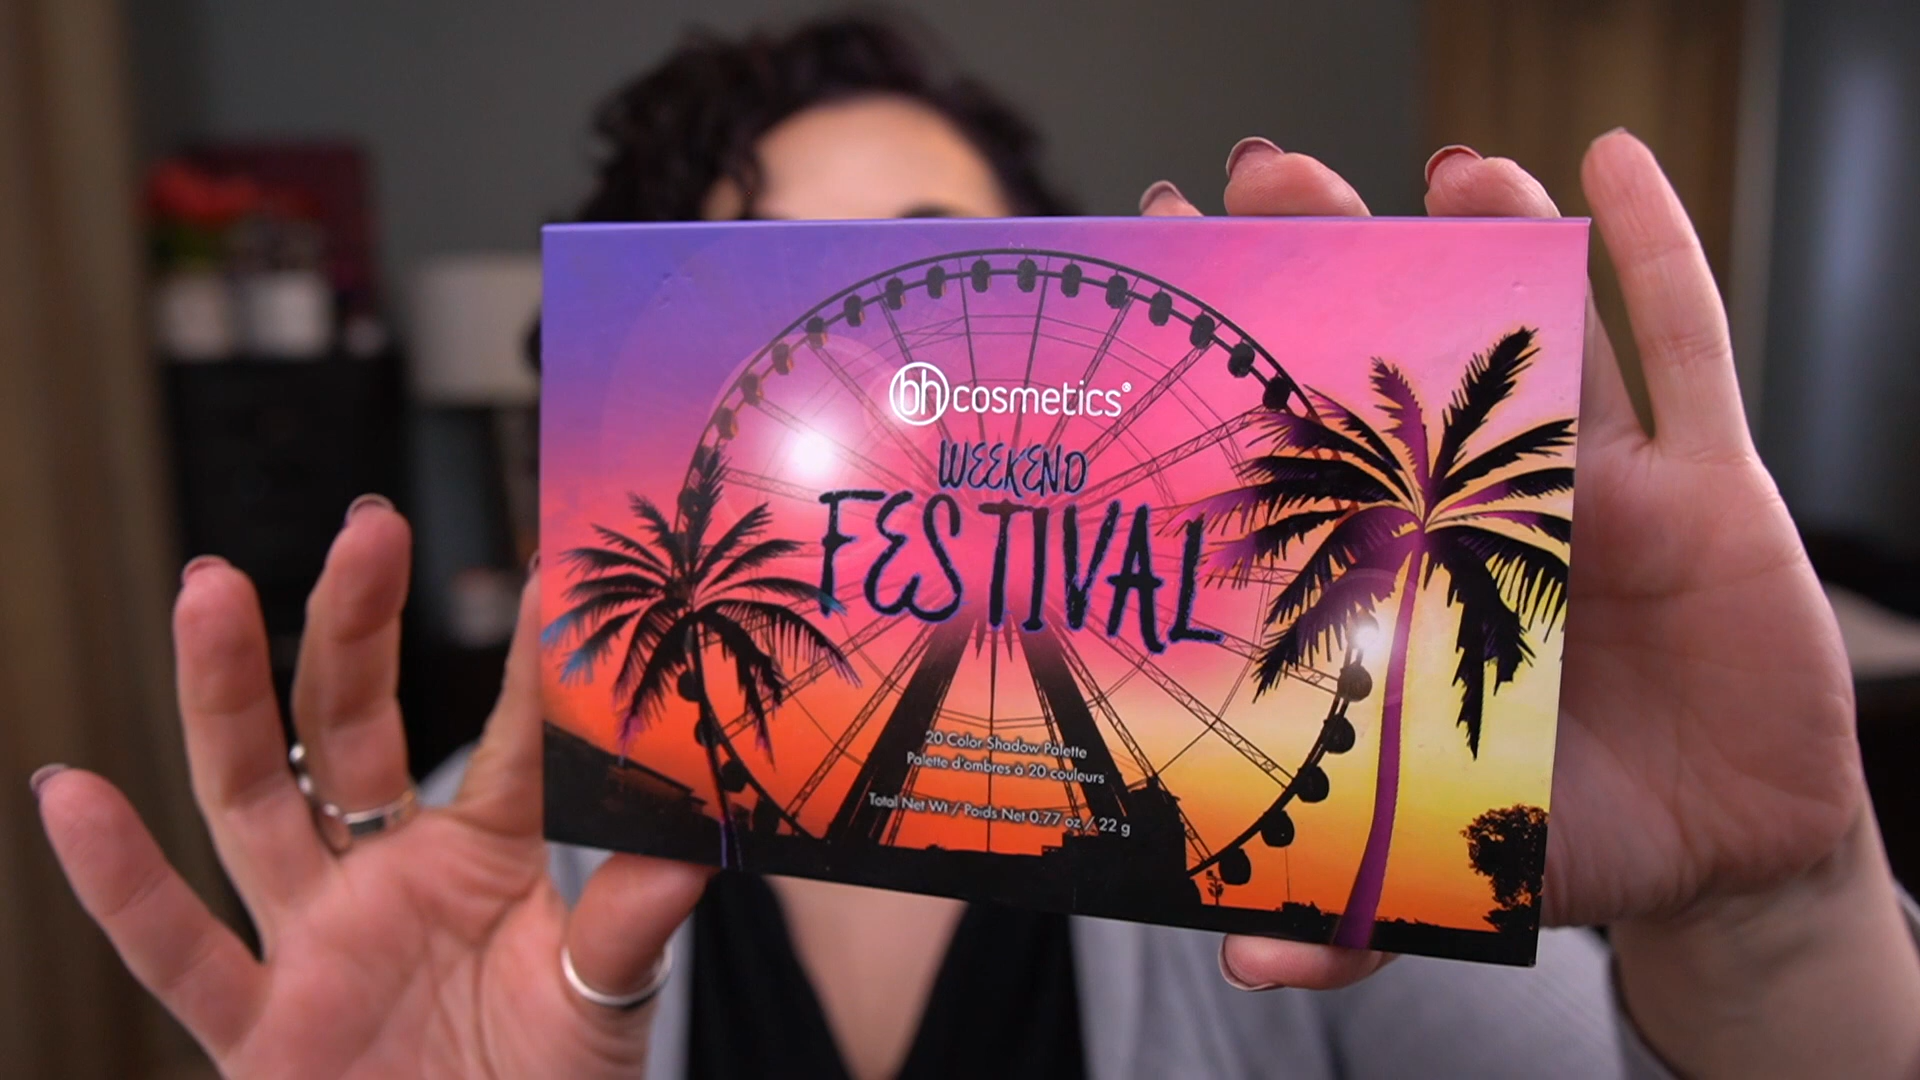 bh cosmetics®
WEEKEND
FESTIVAL
20 Color Shadow Palette
Palette d'ombres à 20 couleurs
Total Net Wt / Poids Net 0.77 oz / 22 g